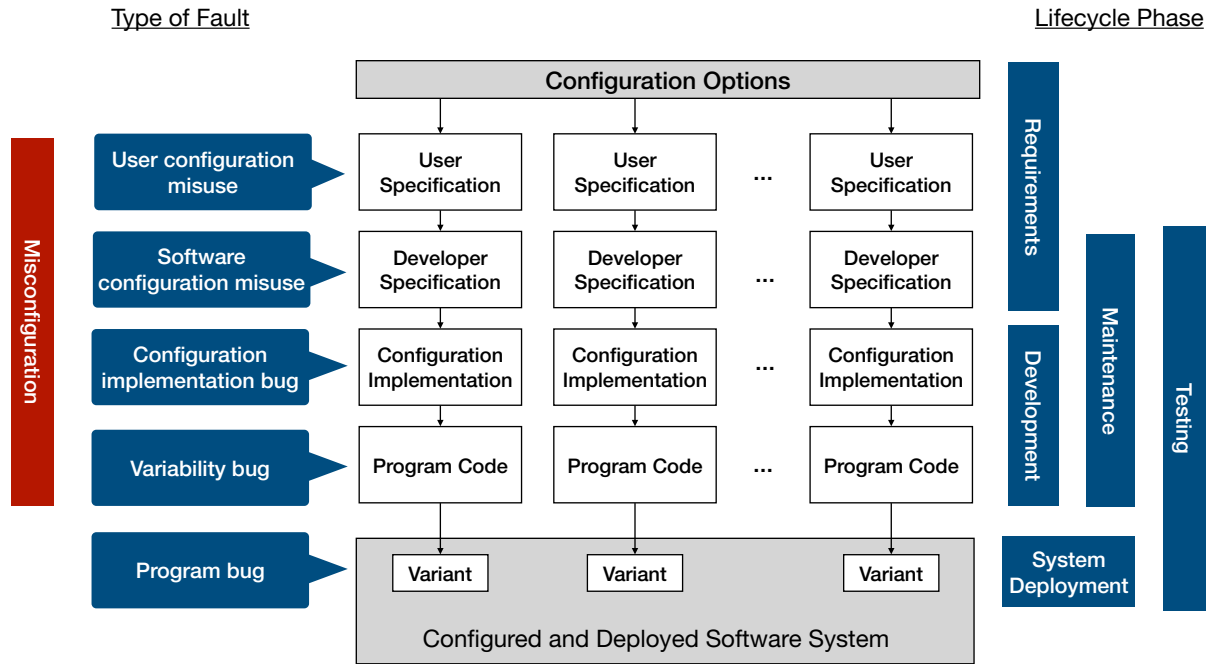 Type of Fault
Lifecycle Phase
Configuration Options
User configuration
misuse
User
Specification
User
Specification
...
User
Specification
Requirements
Misconfiguration
Software
configuration misuse
Developer
Specification
Developer
Specification
...
Developer
Specification
Maintenance
Testing
Configuration
implementation bug
Configuration
Implementation
Configuration
Implementation
...
Configuration
Implementation
Development
Variability bug
Program Code
Program Code
...
Program Code
Program bug
Variant
Variant
Variant
System
Deployment
Configured and Deployed Software System